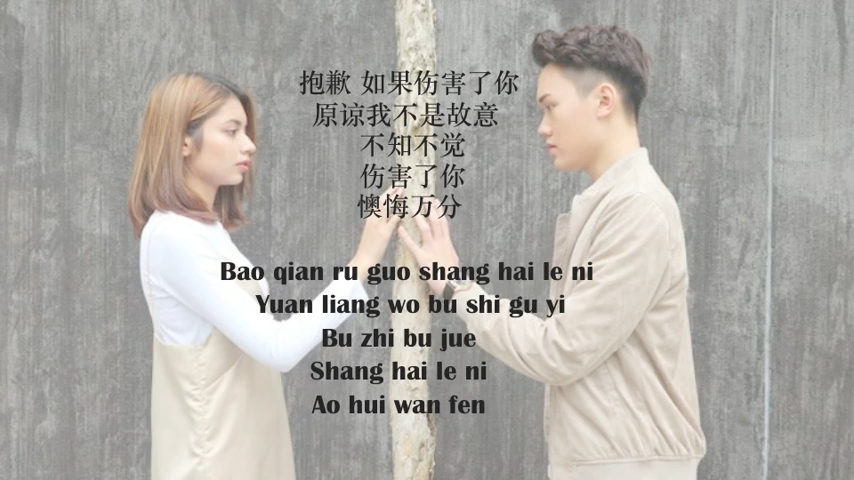 抱歉 如果伤害了你
原谅我不是故意
不知不觉
伤害了你
懊悔万分
Bao qian ru guo shang hai le ni
Yuan liang wo bu shi gu yi
Bu zhi bu jue
Shang hai le ni
Ao hui wan fen